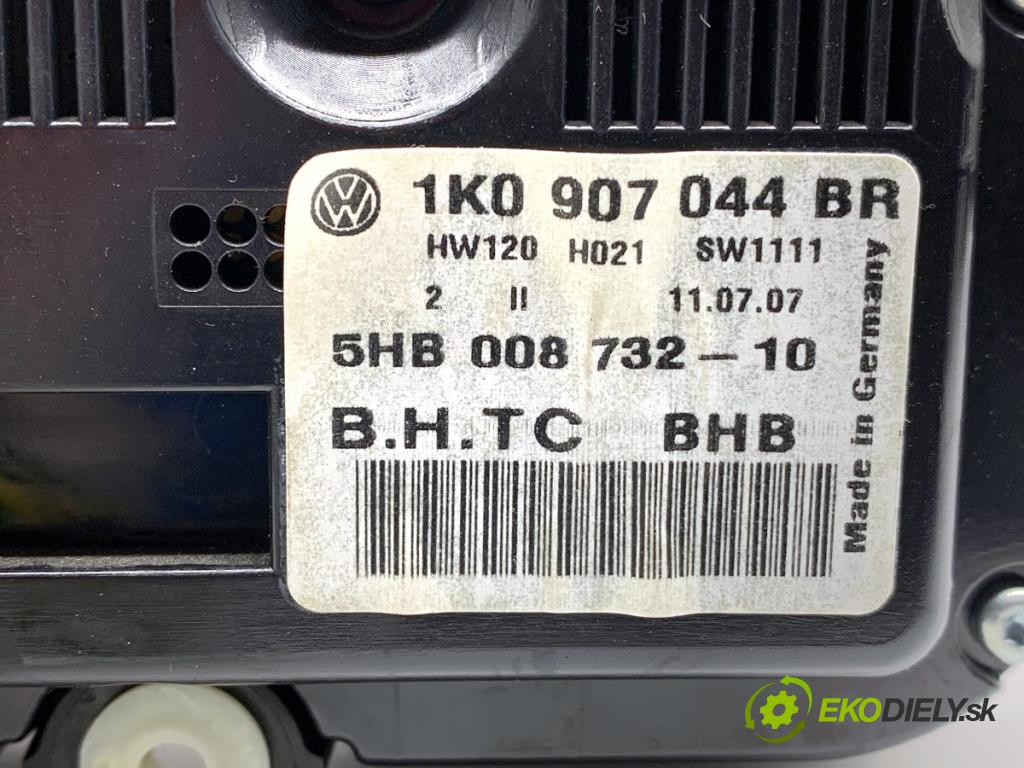 1K0 907 044 BR
HW120 H021 SW1111
2 II 11.07.07
5HB 008 732-10
B.H.TC BHB
Made in Germany
EKODIELY.sk